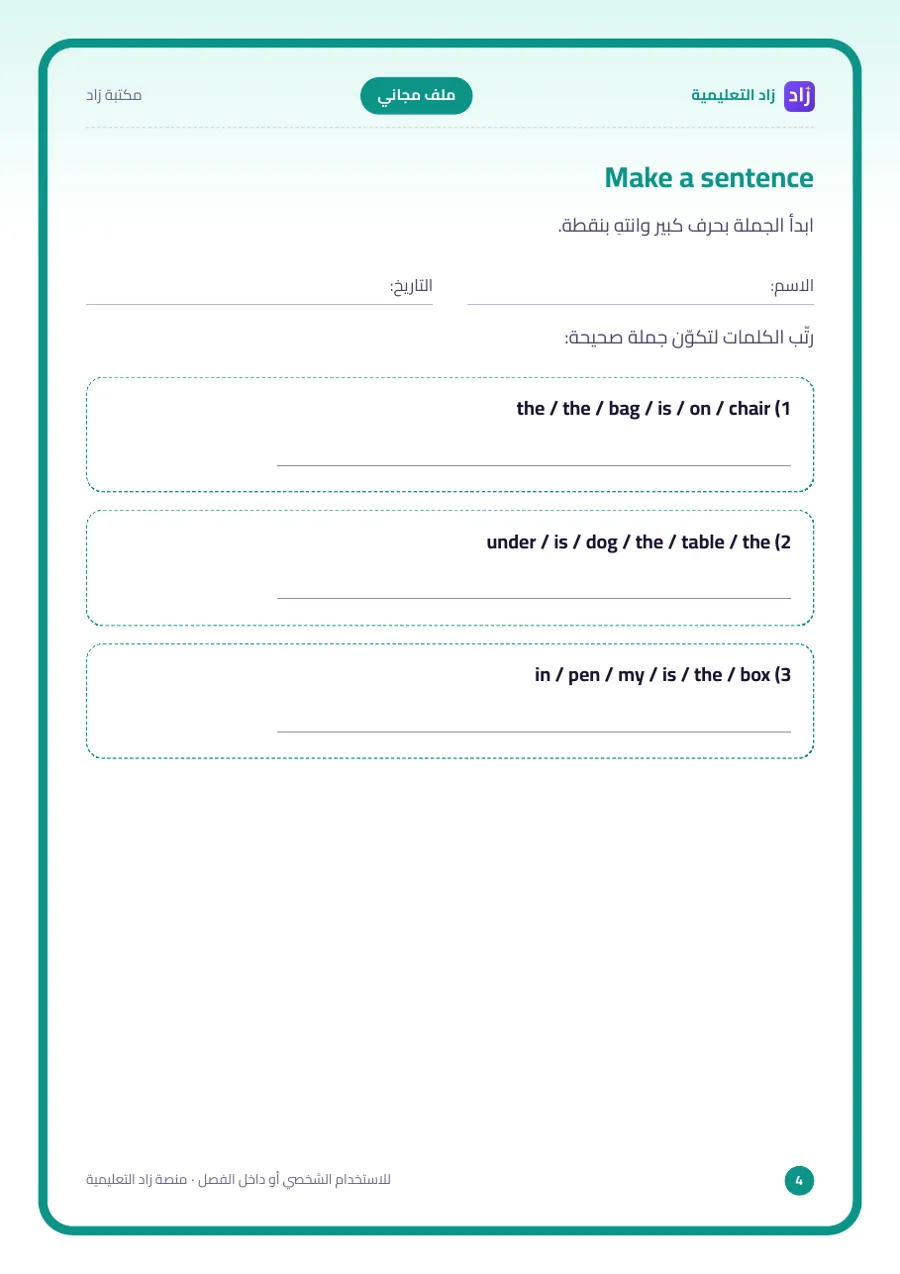 زاد زاد التعليمية
ملف مجاني
مكتبة زاد
Make a sentence
ابدأ الجملة بحرف كبير وانتهِ بنقطة.
الاسم:
التاريخ:
رتّب الكلمات لتكوّن جملة صحيحة:
1) the / the / bag / is / on / chair
2) under / is / dog / the / table / the
3) in / pen / my / is / the / box
4
للاستخدام الشخصي أو داخل الفصل · منصة زاد التعليمية